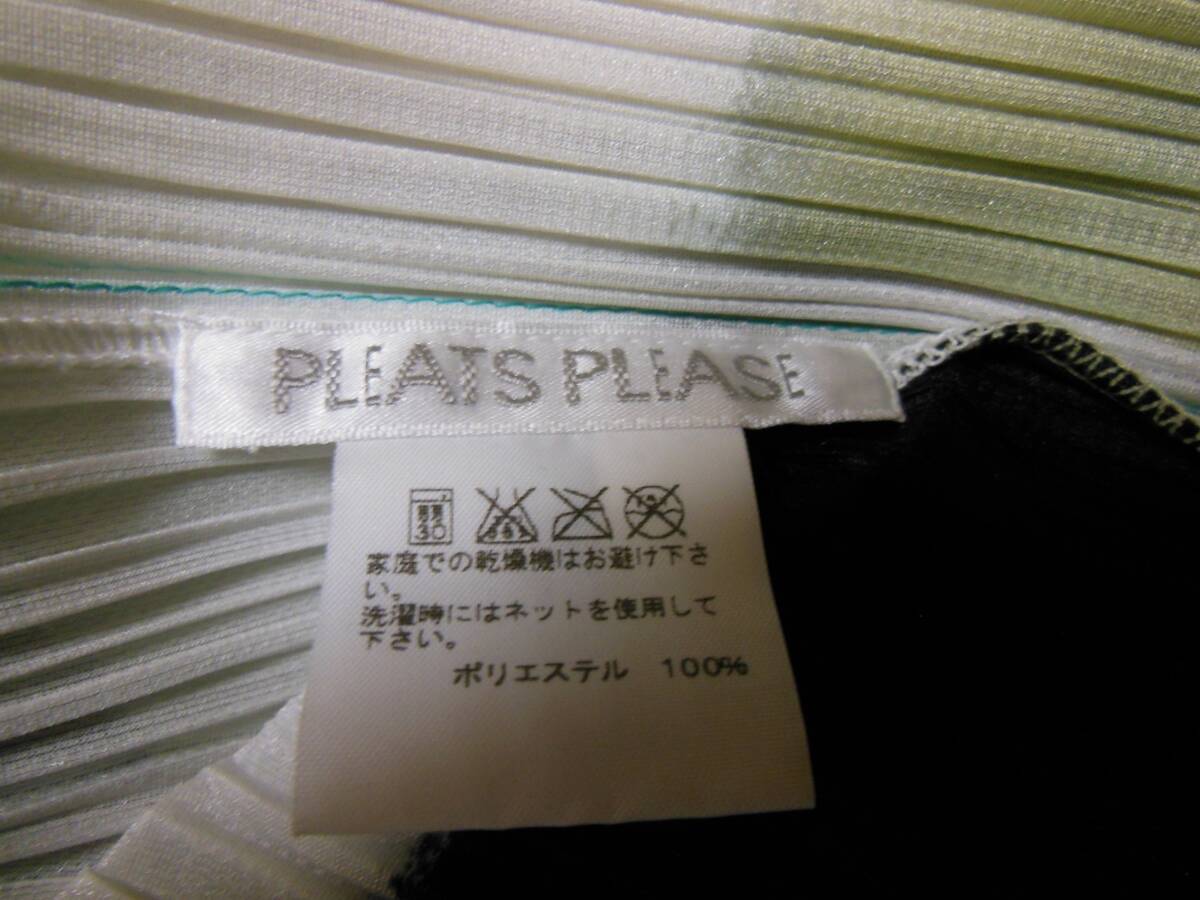 PLEATS PLEASE
30
家庭での乾燥機はお避け下さ
い。
洗濯時にはネットを使用して
下さい。
ポリエステル 100%